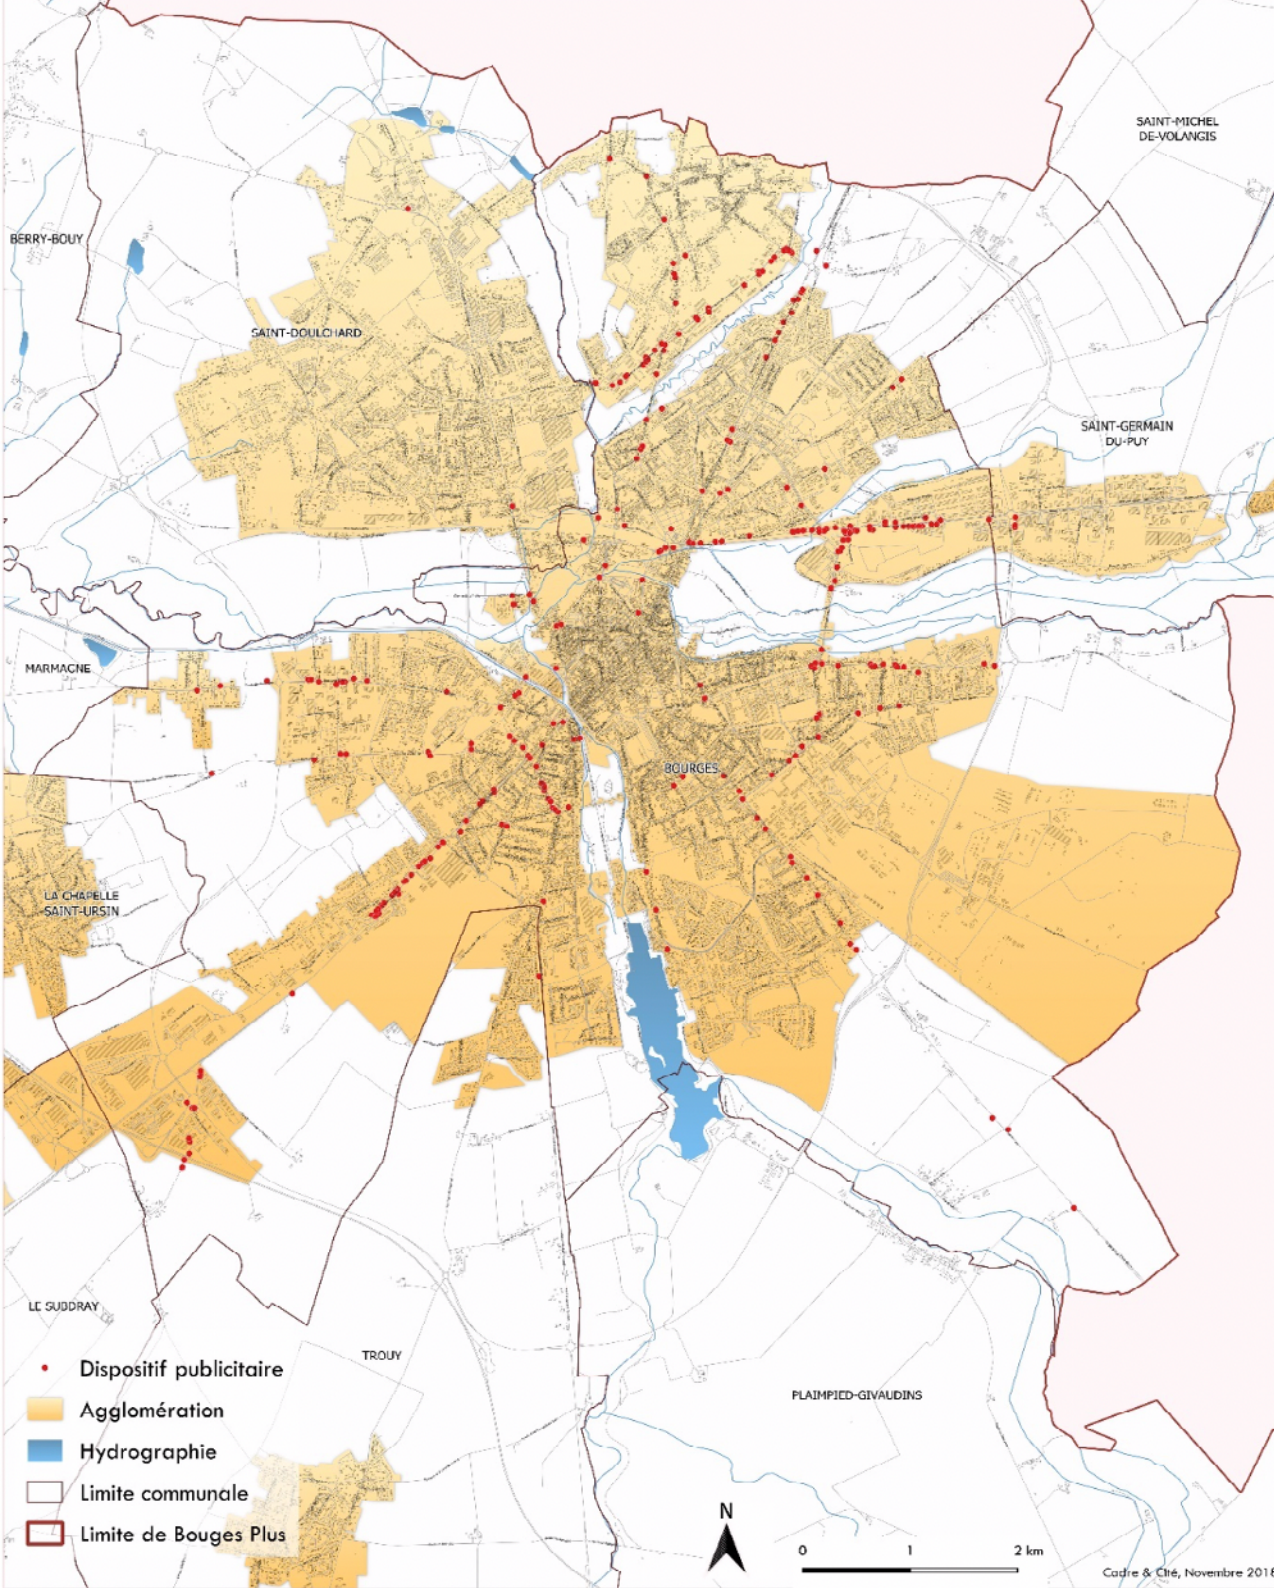 SAINT-MICHEL
DE-VOLANGIS
BERRY-BOUY
SAINT-DOULCHARD
SAINT-GERMAIN
DU-PUY
MARMAGNE
BOURGES
LA CHAPELLE
SAINT-URSIN
LE SUBDRAY
TROUY
PLAIMPIED-GIVAUDINS
Dispositif publicitaire
Agglomération
Hydrographie
Limite communale
Limite de Bouges Plus
N
0 1 2 km
Cadre & Cité, Novembre 2018